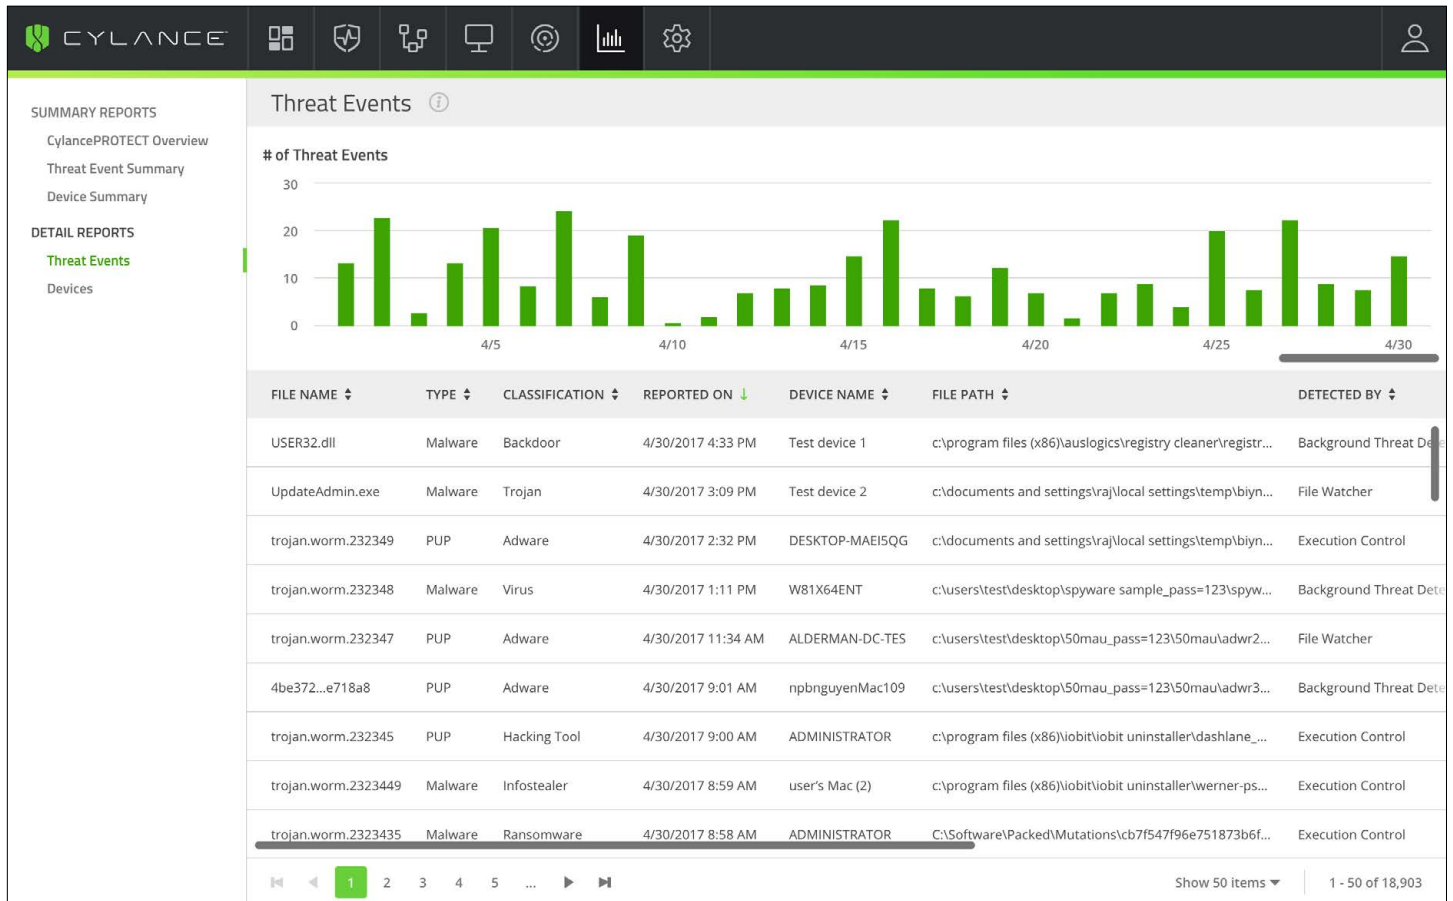 CYLANCE
SUMMARY REPORTS
CylancePROTECT Overview
Threat Event Summary
Device Summary
DETAIL REPORTS
Threat Events
Devices
Threat Events
# of Threat Events
30
20
10
0
4/5 4/10 4/15 4/20 4/25 4/30
FILE NAME TYPE CLASSIFICATION REPORTED ON DEVICE NAME FILE PATH DETECTED BY
USER32.dll Malware Backdoor 4/30/2017 4:33 PM Test device 1 c:\program files (x86)\auslogics\registry cleaner\registr... Background Threat De
UpdateAdmin.exe Malware Trojan 4/30/2017 3:09 PM Test device 2 c:\documents and settings\raj\local settings\temp\biyn... File Watcher
trojan.worm.232349 PUP Adware 4/30/2017 2:32 PM DESKTOP-MAEI5QG c:\documents and settings\raj\local settings\temp\biyn... Execution Control
trojan.worm.232348 Malware Virus 4/30/2017 1:11 PM W81X64ENT c:\users\test\desktop\spyware sample_pass=123\spyw... Background Threat Dete
trojan.worm.232347 PUP Adware 4/30/2017 11:34 AM ALDERMAN-DC-TES c:\users\test\desktop\50mau_pass=123\50mau\adwr2... File Watcher
4be372...e718a8 PUP Adware 4/30/2017 9:01 AM npbnguyenMac109 c:\users\test\desktop\50mau_pass=123\50mau\adwr3... Background Threat Dete
trojan.worm.232345 PUP Hacking Tool 4/30/2017 9:00 AM ADMINISTRATOR c:\program files (x86)\iobit\iobit uninstaller\dashlane_... Execution Control
trojan.worm.2323449 Malware Infostealer 4/30/2017 8:59 AM user's Mac (2) c:\program files (x86)\iobit\iobit uninstaller\werner-ps... Execution Control
trojan.worm.2323435 Malware Ransomware 4/30/2017 8:58 AM ADMINISTRATOR C:\Software\Packed\Mutations\cb7f547f96e751873b6f... Execution Control
1 2 3 4 5 ... Show 50 items 1 - 50 of 18,903